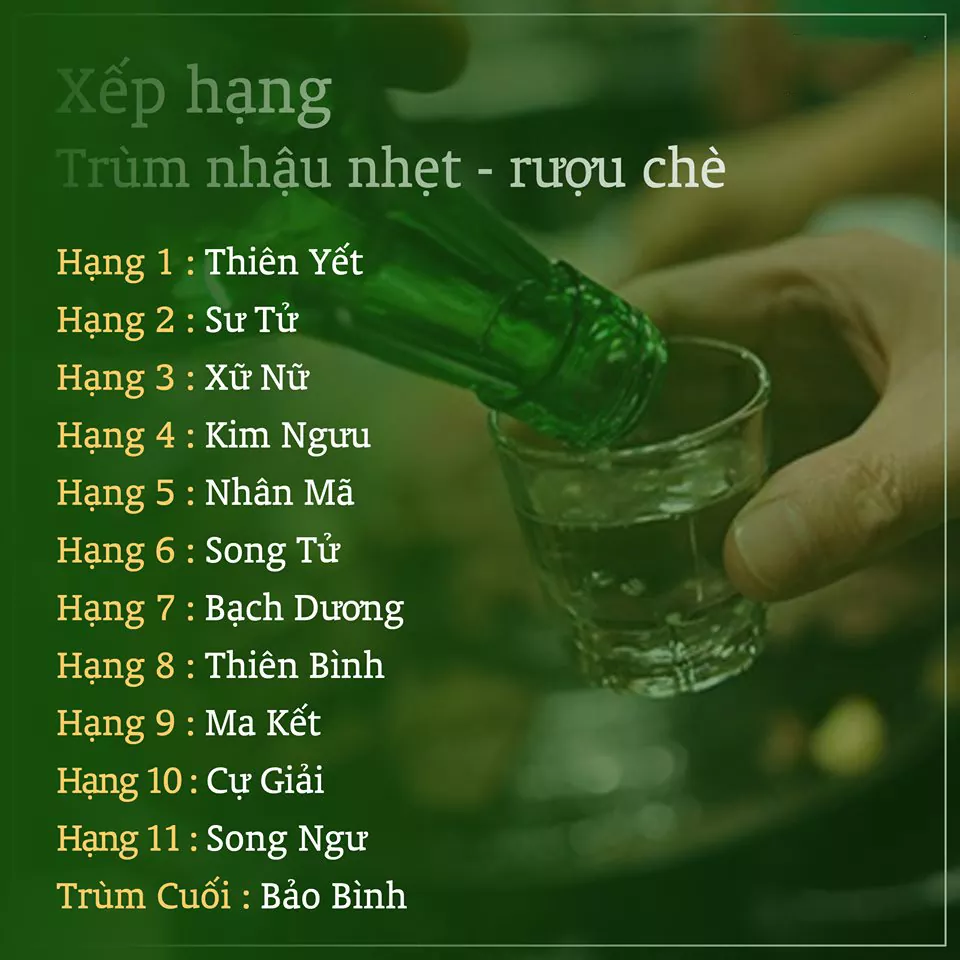 Xếp hạng
Trùm nhậu nhẹt - rượu chè
Hạng 1 : Thiên Yết
Hạng 2 : Sư Tử
Hạng 3 : Xữ Nữ
Hạng 4 : Kim Ngưu
Hạng 5 : Nhân Mã
Hạng 6 : Song Tử
Hạng 7 : Bạch Dương
Hạng 8 : Thiên Bình
Hạng 9 : Ma Kết
Hạng 10 : Cự Giải
Hạng 11 : Song Ngư
Trùm Cuối : Bảo Bình